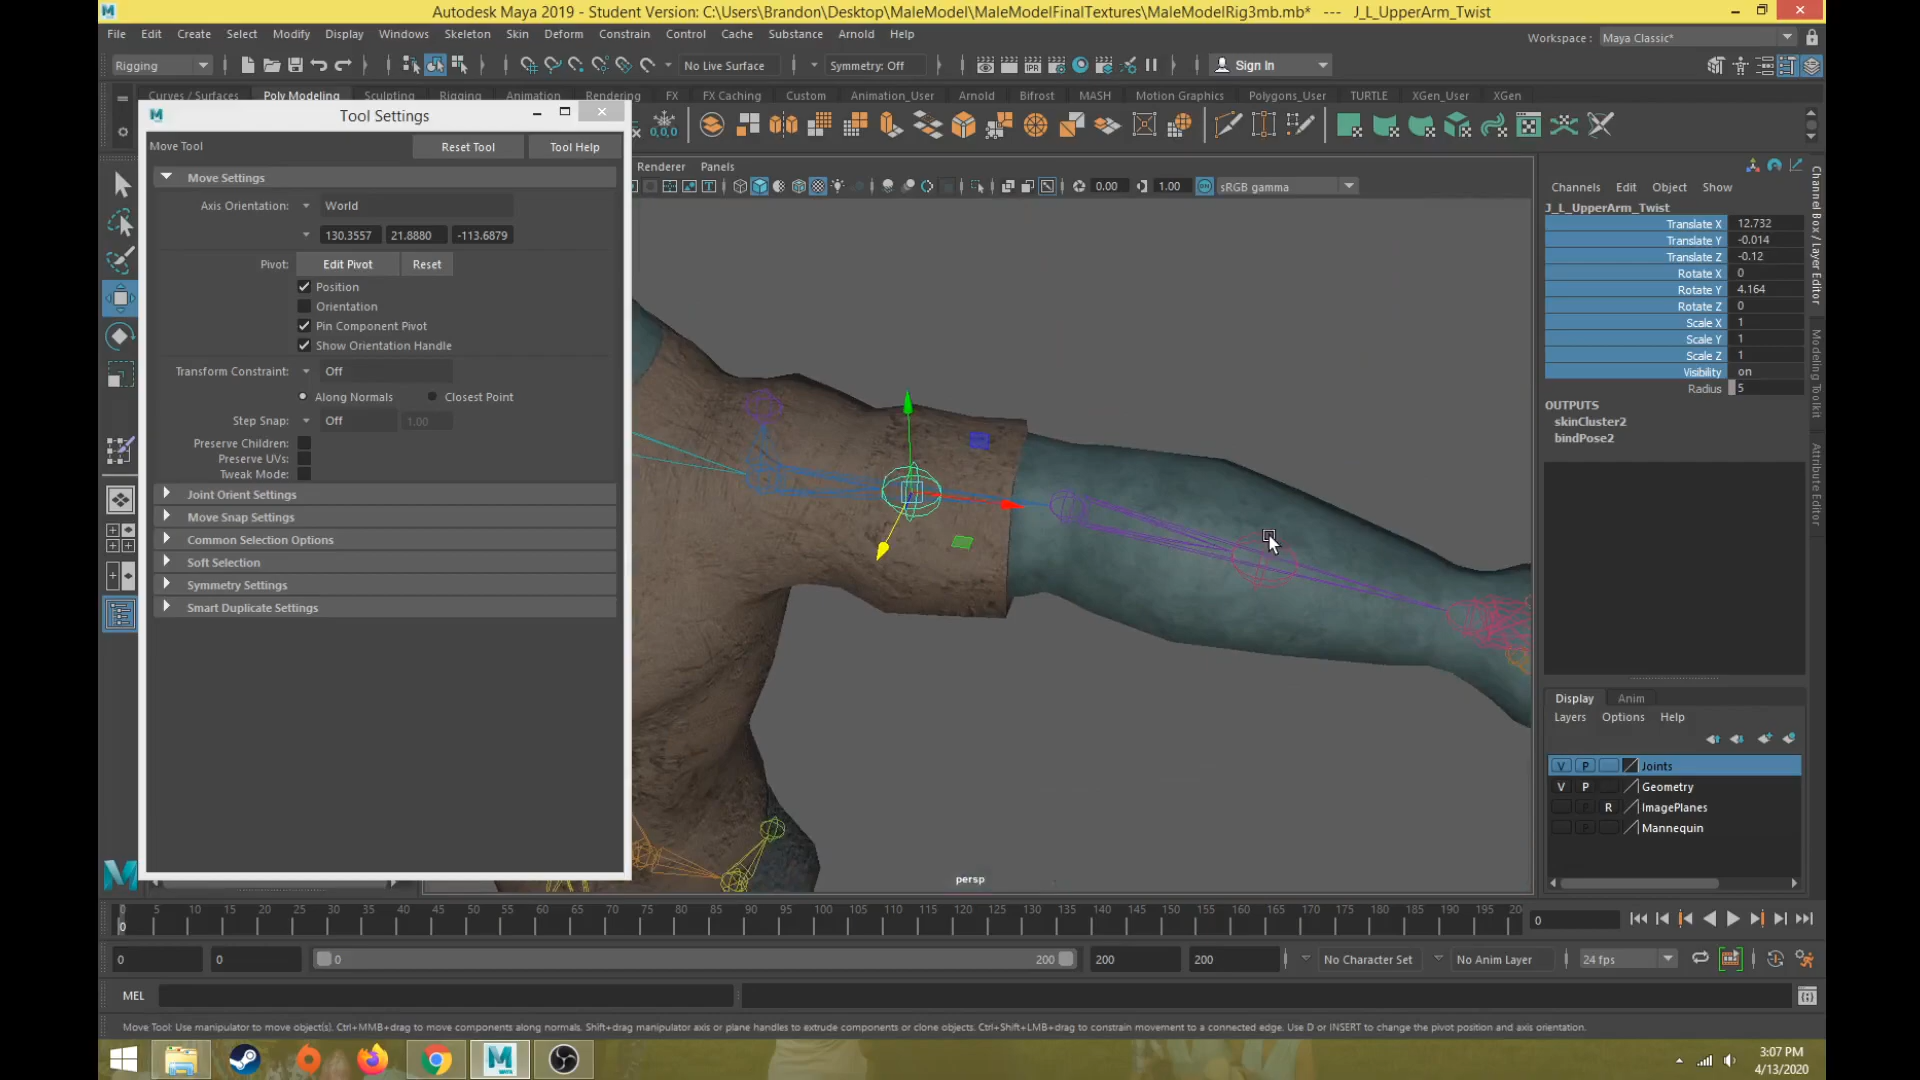 Autodesk Maya 2019 - Student Version: C:\Users\Brandon\Desktop\MaleModel\MaleModelFinalTextures\MaleModelRig3mb.mb* --- J_L_UpperArm_Twist
File Edit Create Select Modify Display Windows Skeleton Skin Deform Constrain Control Cache Substance Arnold Help
Workspace : Maya Classic*
Rigging No Live Surface Symmetry: Off Sign In
Curves / Surfaces Poly Modeling Sculpting Rigging Animation Rendering FX FX Caching Custom Animation_User Arnold Bifrost MASH Motion Graphics Polygons_User TURTLE XGen_User XGen
Tool Settings
Move Tool Reset Tool Tool Help
Move Settings
Axis Orientation: World
130.3557 21.8880 -113.6879
Pivot: Edit Pivot Reset
Position
Orientation
Pin Component Pivot
Show Orientation Handle
Transform Constraint: Off
Along Normals Closest Point
Step Snap: Off 1.00
Preserve Children:
Preserve UVs:
Tweak Mode:
Joint Orient Settings
Move Snap Settings
Common Selection Options
Soft Selection
Symmetry Settings
Smart Duplicate Settings
Renderer Panels
0.00 1.00 sRGB gamma
persp
Channels Edit Object Show
J_L_UpperArm_Twist
Translate X 12.732
Translate Y -0.014
Translate Z -0.12
Rotate X 0
Rotate Y 4.164
Rotate Z 0
Scale X 1
Scale Y 1
Scale Z 1
Visibility on
Radius 5
OUTPUTS
skinCluster2
bindPose2
Channel Box / Layer Editor
Modeling Toolkit
Attribute Editor
Display Anim
Layers Options Help
V P Joints
V P Geometry
R ImagePlanes
Mannequin
0 5 10 15 20 25 30 35 40 45 50 55 60 65 70 75 80 85 90 95 100 105 110 115 120 125 130 135 140 145 150 155 160 165 170 175 180 185 190 195 20
0
0
0 0 0 200 200 200 No Character Set No Anim Layer 24 fps
MEL
Move Tool: Use manipulator to move object(s). Ctrl+MMB+drag to move components along normals. Shift+drag manipulator axis or plane handles to extrude components or clone objects. Ctrl+Shift+LMB+drag to constrain movement to a connected edge. Use D or INSERT to change the pivot position and axis orientation.
3:07 PM
4/13/2020